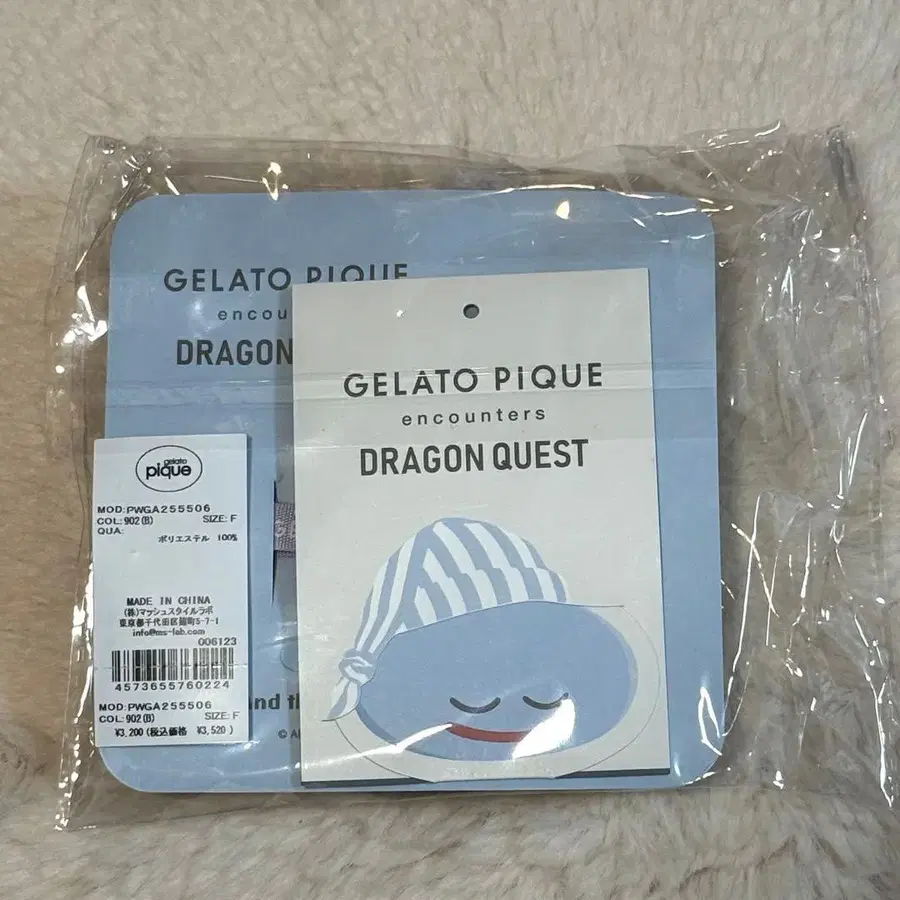 GELATO PIQUE
encou
DRAGON
GELATO PIQUE
encounters
DRAGON QUEST
gelato
pique
MOD:PWGA255506
COL:902(B) SIZE:F
QUA:
ポリエステル 100%
MADE IN CHINA
(株)マッシュスタイルラボ
東京都千代田区麹町5-7-1
info@ms-lab.com
006123
4573655760224
MOD:PWGA255506
COL:902(B) SIZE:F
¥3,200(税込価格 ¥3,520)
and th
© A